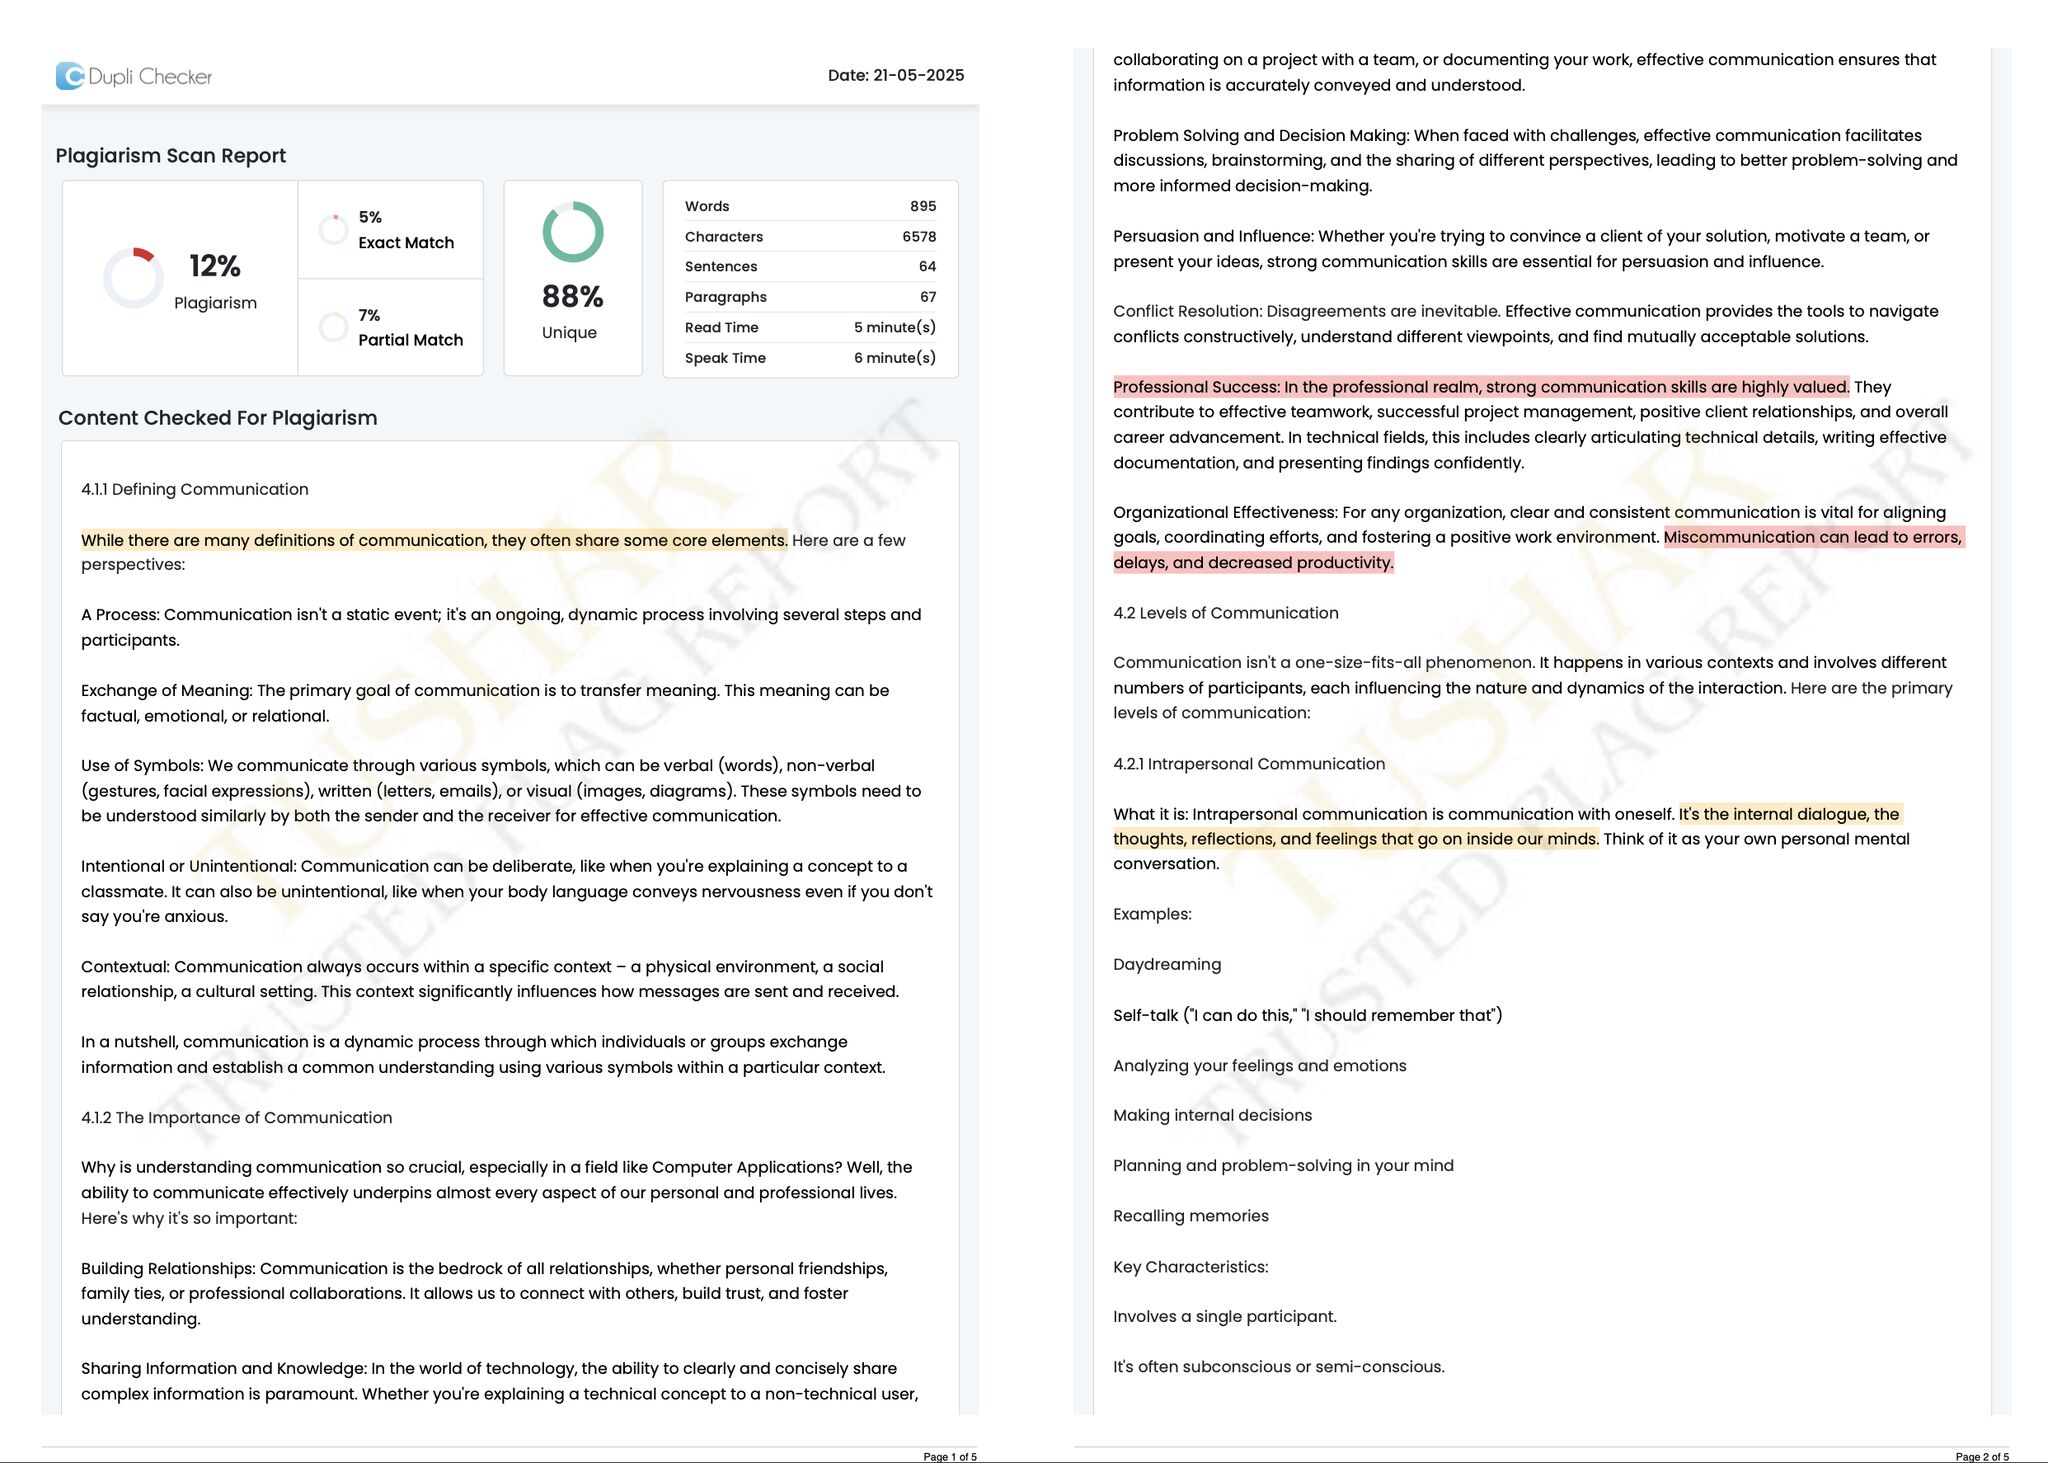 Dupli Checker
Date: 21-05-2025
Plagiarism Scan Report
12%
Plagiarism
5%
Exact Match
7%
Partial Match
88%
Unique
Words 895
Characters 6578
Sentences 64
Paragraphs 67
Read Time 5 minute(s)
Speak Time 6 minute(s)
Content Checked For Plagiarism
4.1.1 Defining Communication
While there are many definitions of communication, they often share some core elements. Here are a few
perspectives:
A Process: Communication isn't a static event; it's an ongoing, dynamic process involving several steps and
participants.
Exchange of Meaning: The primary goal of communication is to transfer meaning. This meaning can be
factual, emotional, or relational.
Use of Symbols: We communicate through various symbols, which can be verbal (words), non-verbal
(gestures, facial expressions), written (letters, emails), or visual (images, diagrams). These symbols need to
be understood similarly by both the sender and the receiver for effective communication.
Intentional or Unintentional: Communication can be deliberate, like when you're explaining a concept to a
classmate. It can also be unintentional, like when your body language conveys nervousness even if you don't
say you're anxious.
Contextual: Communication always occurs within a specific context – a physical environment, a social
relationship, a cultural setting. This context significantly influences how messages are sent and received.
In a nutshell, communication is a dynamic process through which individuals or groups exchange
information and establish a common understanding using various symbols within a particular context.
4.1.2 The Importance of Communication
Why is understanding communication so crucial, especially in a field like Computer Applications? Well, the
ability to communicate effectively underpins almost every aspect of our personal and professional lives.
Here's why it's so important:
Building Relationships: Communication is the bedrock of all relationships, whether personal friendships,
family ties, or professional collaborations. It allows us to connect with others, build trust, and foster
understanding.
Sharing Information and Knowledge: In the world of technology, the ability to clearly and concisely share
complex information is paramount. Whether you're explaining a technical concept to a non-technical user,
TUSHAR
TRUSTED PLAG REPORT
Page 1 of 5
collaborating on a project with a team, or documenting your work, effective communication ensures that
information is accurately conveyed and understood.
Problem Solving and Decision Making: When faced with challenges, effective communication facilitates
discussions, brainstorming, and the sharing of different perspectives, leading to better problem-solving and
more informed decision-making.
Persuasion and Influence: Whether you're trying to convince a client of your solution, motivate a team, or
present your ideas, strong communication skills are essential for persuasion and influence.
Conflict Resolution: Disagreements are inevitable. Effective communication provides the tools to navigate
conflicts constructively, understand different viewpoints, and find mutually acceptable solutions.
Professional Success: In the professional realm, strong communication skills are highly valued. They
contribute to effective teamwork, successful project management, positive client relationships, and overall
career advancement. In technical fields, this includes clearly articulating technical details, writing effective
documentation, and presenting findings confidently.
Organizational Effectiveness: For any organization, clear and consistent communication is vital for aligning
goals, coordinating efforts, and fostering a positive work environment. Miscommunication can lead to errors,
delays, and decreased productivity.
4.2 Levels of Communication
Communication isn't a one-size-fits-all phenomenon. It happens in various contexts and involves different
numbers of participants, each influencing the nature and dynamics of the interaction. Here are the primary
levels of communication:
4.2.1 Intrapersonal Communication
What it is: Intrapersonal communication is communication with oneself. It's the internal dialogue, the
thoughts, reflections, and feelings that go on inside our minds. Think of it as your own personal mental
conversation.
Examples:
Daydreaming
Self-talk ("I can do this," "I should remember that")
Analyzing your feelings and emotions
Making internal decisions
Planning and problem-solving in your mind
Recalling memories
Key Characteristics:
Involves a single participant.
It's often subconscious or semi-conscious.
TUSHAR
TRUSTED PLAG REPORT
Page 2 of 5